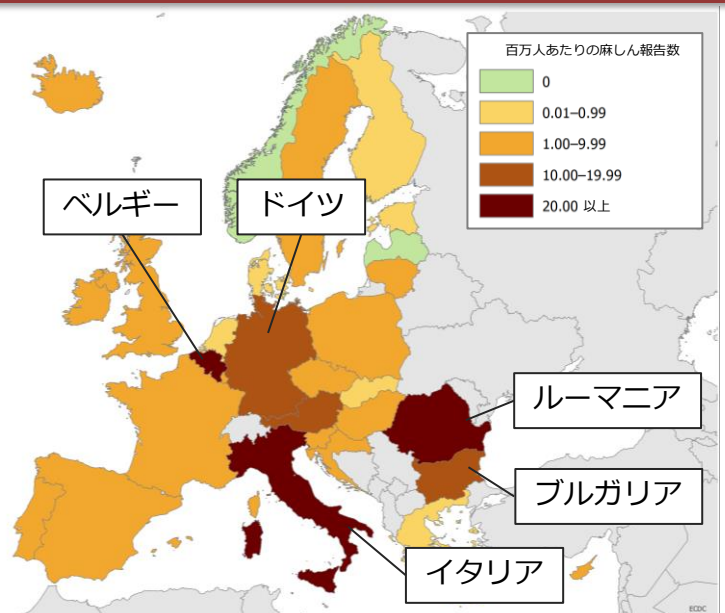 百万人あたりの麻しん報告数
0
0.01–0.99
1.00–9.99
10.00–19.99
20.00 以上
ベルギー
ドイツ
ルーマニア
ブルガリア
イタリア
ECDC